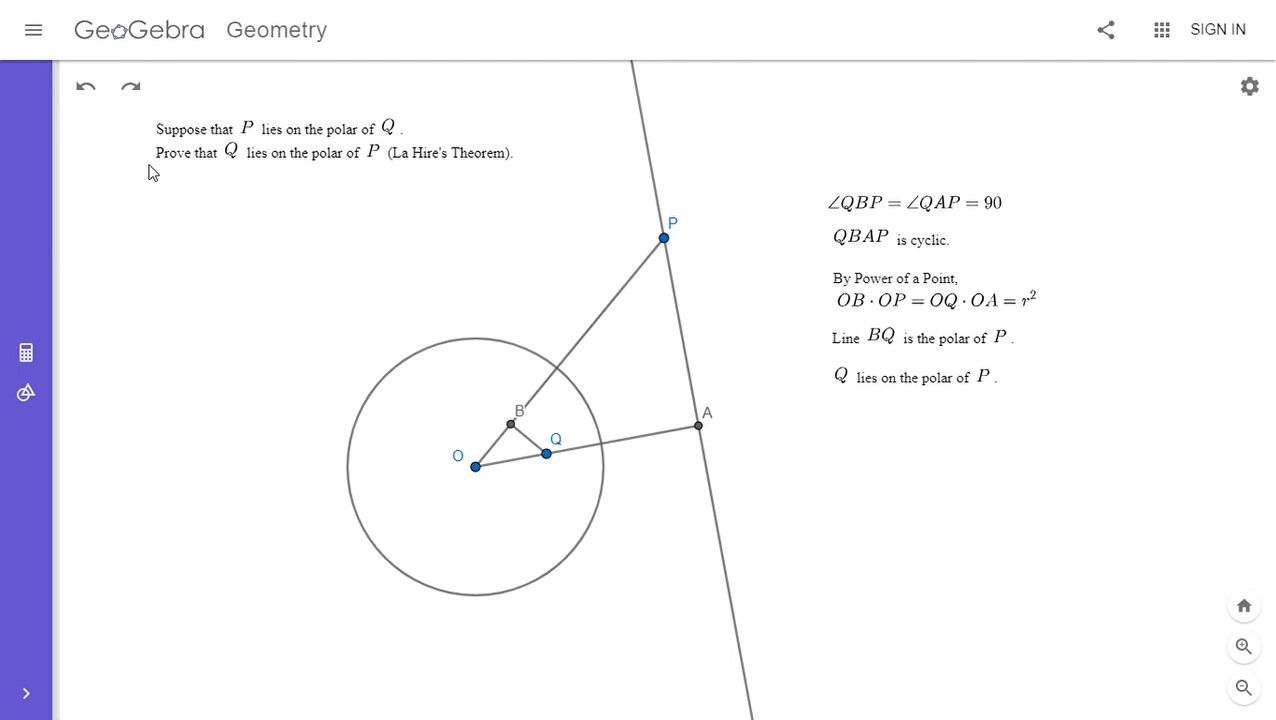 GeoGebra Geometry
SIGN IN
Suppose that P lies on the polar of Q .
Prove that Q lies on the polar of P (La Hire's Theorem).
∠QBP = ∠QAP = 90
QBAP is cyclic.
By Power of a Point,
OB · OP = OQ · OA = r²
Line BQ is the polar of P .
Q lies on the polar of P .
P
B
A
Q
O